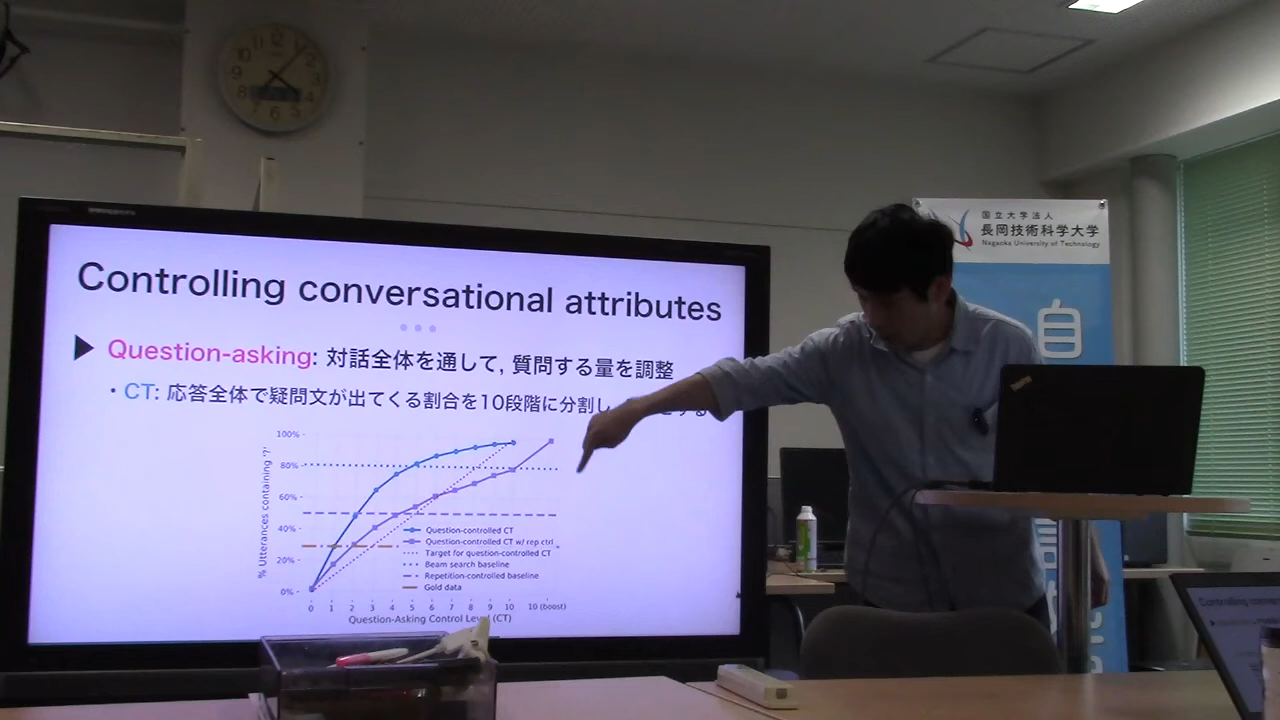 Controlling conversational attributes
Question-asking: 対話全体を通して, 質問する量を調整
・CT: 応答全体で疑問文が出てくる割合を10段階に分割し
100%
80%
60%
40%
20%
0%
% Utterances containing '?'
Question-controlled CT
Question-controlled CT w/ rep ctrl
Target for question-controlled CT
Beam search baseline
Repetition-controlled baseline
Gold data
0 1 2 3 4 5 6 7 8 9 10 10 (boost)
Question-Asking Control Level (CT)
国立大学法人
長岡技術科学大学
Nagaoka University of Technology
自
ThinkPad